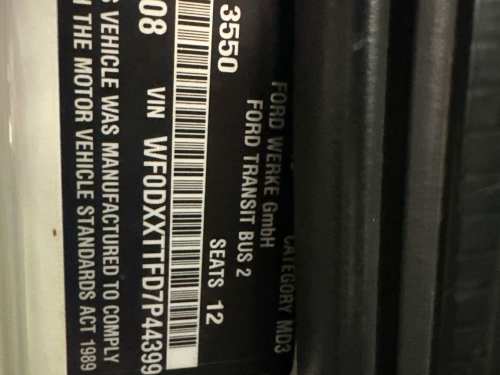 CATEGORY MD3
FORD WERKE GmbH
FORD TRANSIT BUS 2
SEATS 12
3550
VIN WF0DXXTTFD7P44399
08
VEHICLE WAS MANUFACTURED TO COMPLY
THE MOTOR VEHICLE STANDARDS ACT 1989